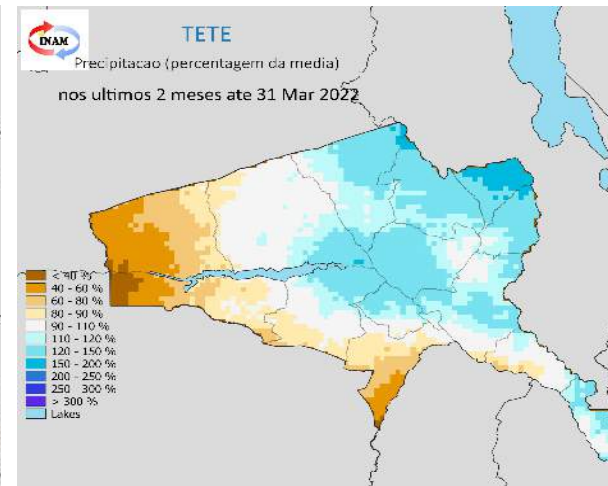 INAM
TETE
Precipitacao (percentagem da media)
nos ultimos 2 meses ate 31 Mar 2022
< 40 %
40 - 60 %
60 - 80 %
80 - 90 %
90 - 110 %
110 - 120 %
120 - 150 %
150 - 200 %
200 - 250 %
250 - 300 %
> 300 %
Lakes